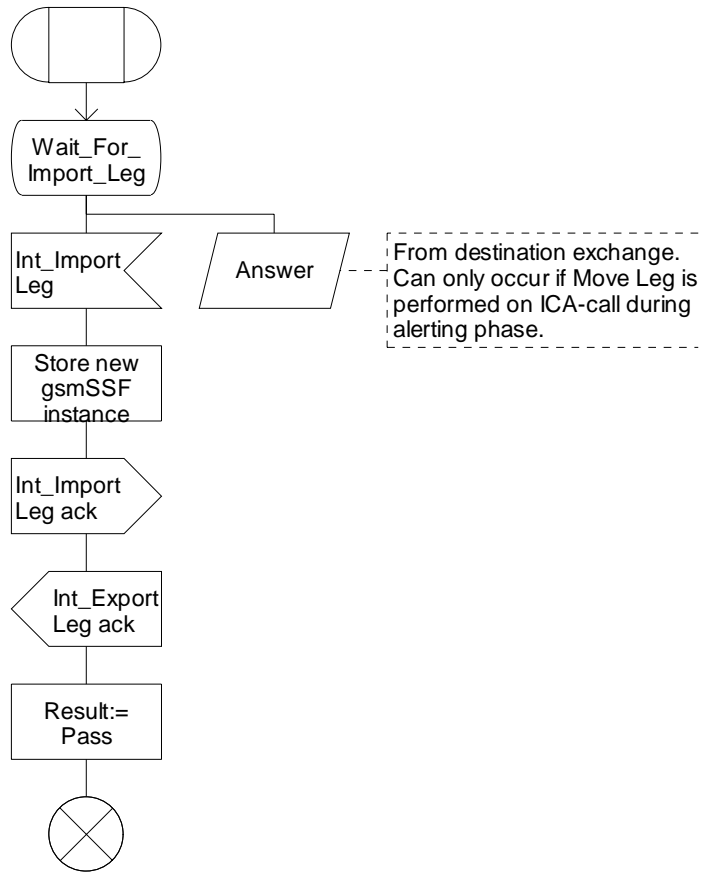 Wait_For_
Import_Leg
Int_Import
Leg
Answer
From destination exchange.
Can only occur if Move Leg is
performed on ICA-call during
alerting phase.
Store new
gsmSSF
instance
Int_Import
Leg ack
Int_Export
Leg ack
Result:=
Pass